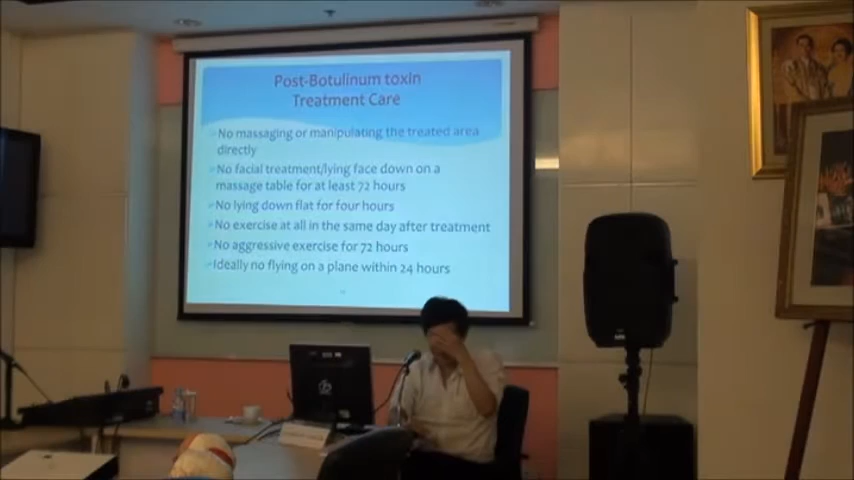 Post-Botulinum toxin
Treatment Care
No massaging or manipulating the treated area
directly
No facial treatment/lying face down on a
massage table for at least 72 hours
No lying down flat for four hours
No exercise at all in the same day after treatment
No aggressive exercise for 72 hours
Ideally no flying on a plane within 24 hours